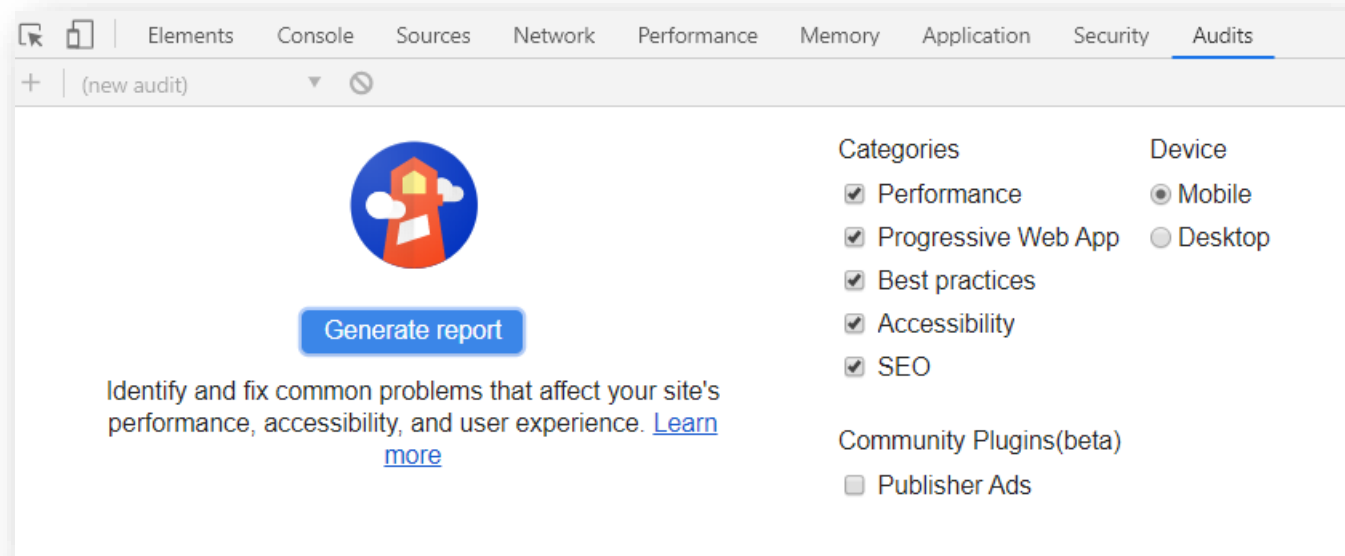 Elements Console Sources Network Performance Memory Application Security Audits
(new audit)
Categories Device
Performance Mobile
Progressive Web App Desktop
Best practices
Accessibility
SEO
Generate report
Identify and fix common problems that affect your site's
performance, accessibility, and user experience. Learn
more
Community Plugins(beta)
Publisher Ads